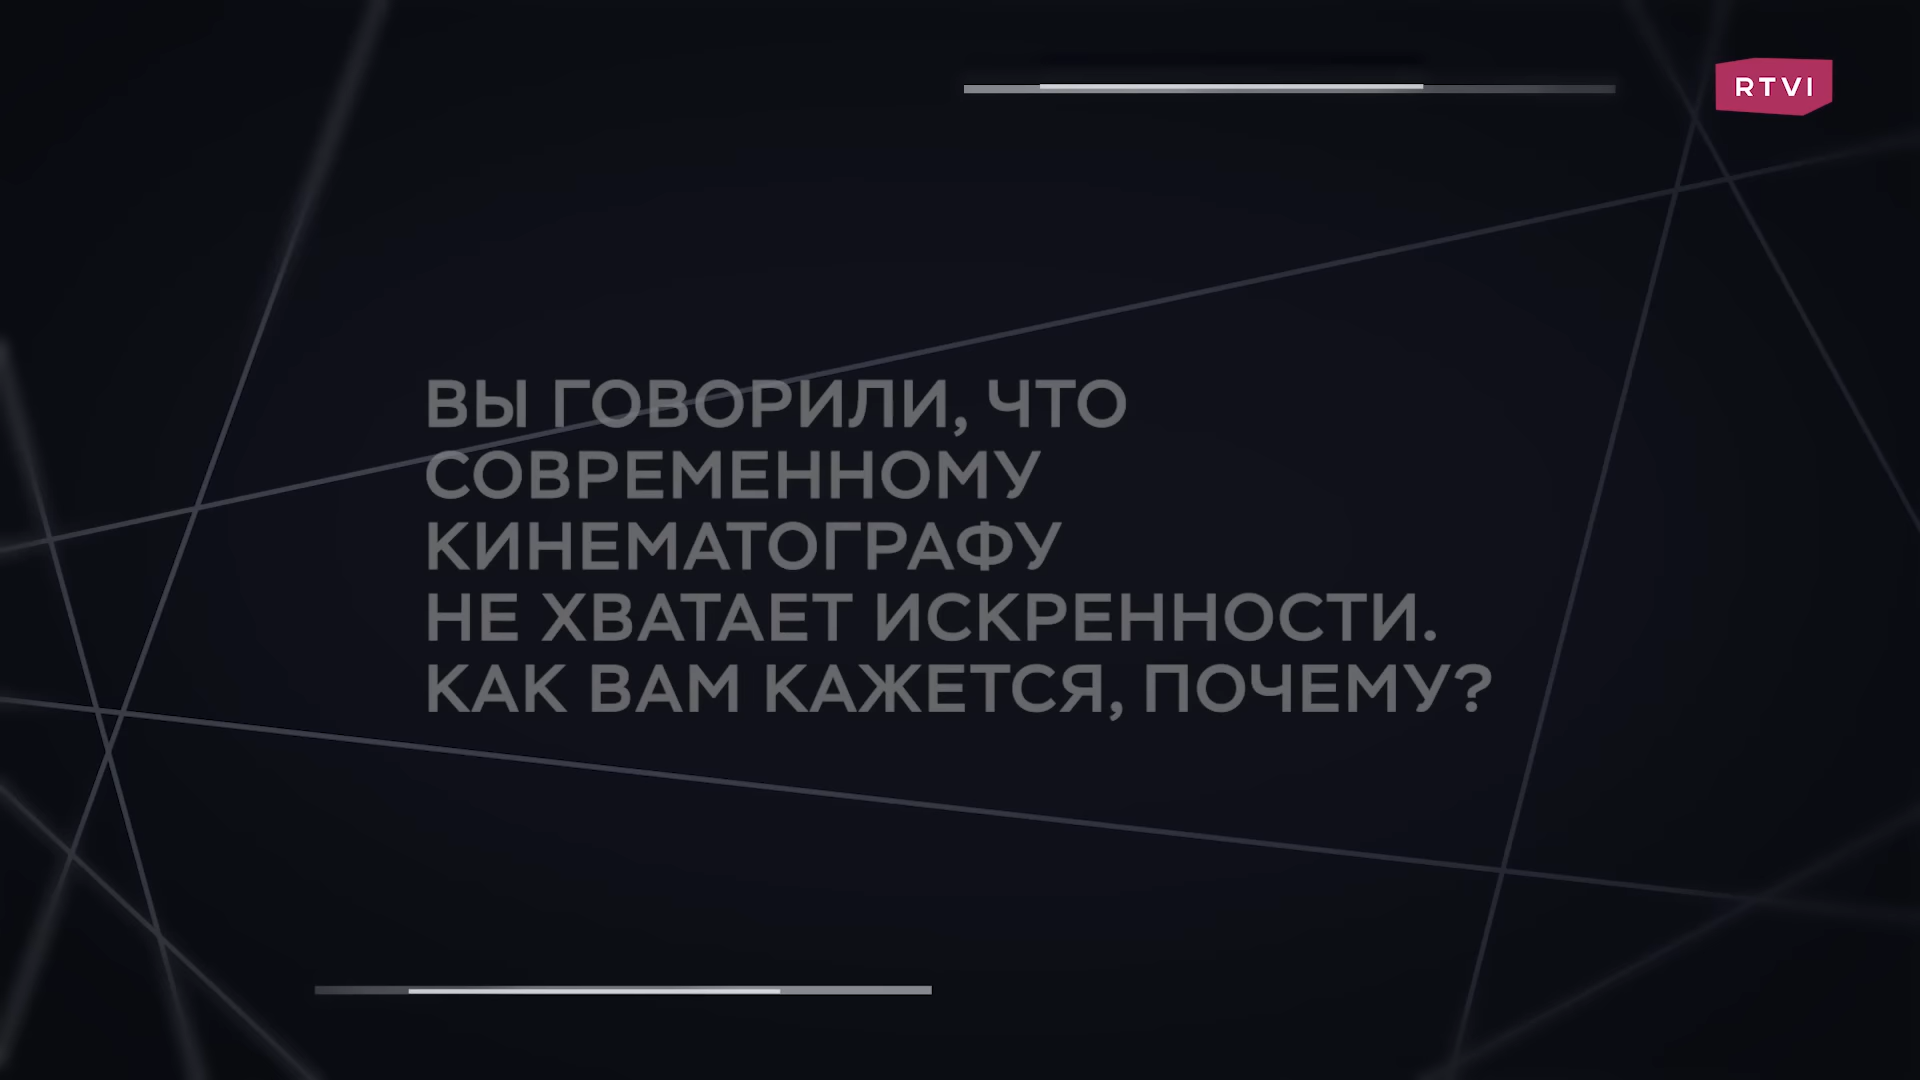 RTVI
ВЫ ГОВОРИЛИ, ЧТО
СОВРЕМЕННОМУ
КИНЕМАТОГРАФУ
НЕ ХВАТАЕТ ИСКРЕННОСТИ.
КАК ВАМ КАЖЕТСЯ, ПОЧЕМУ?